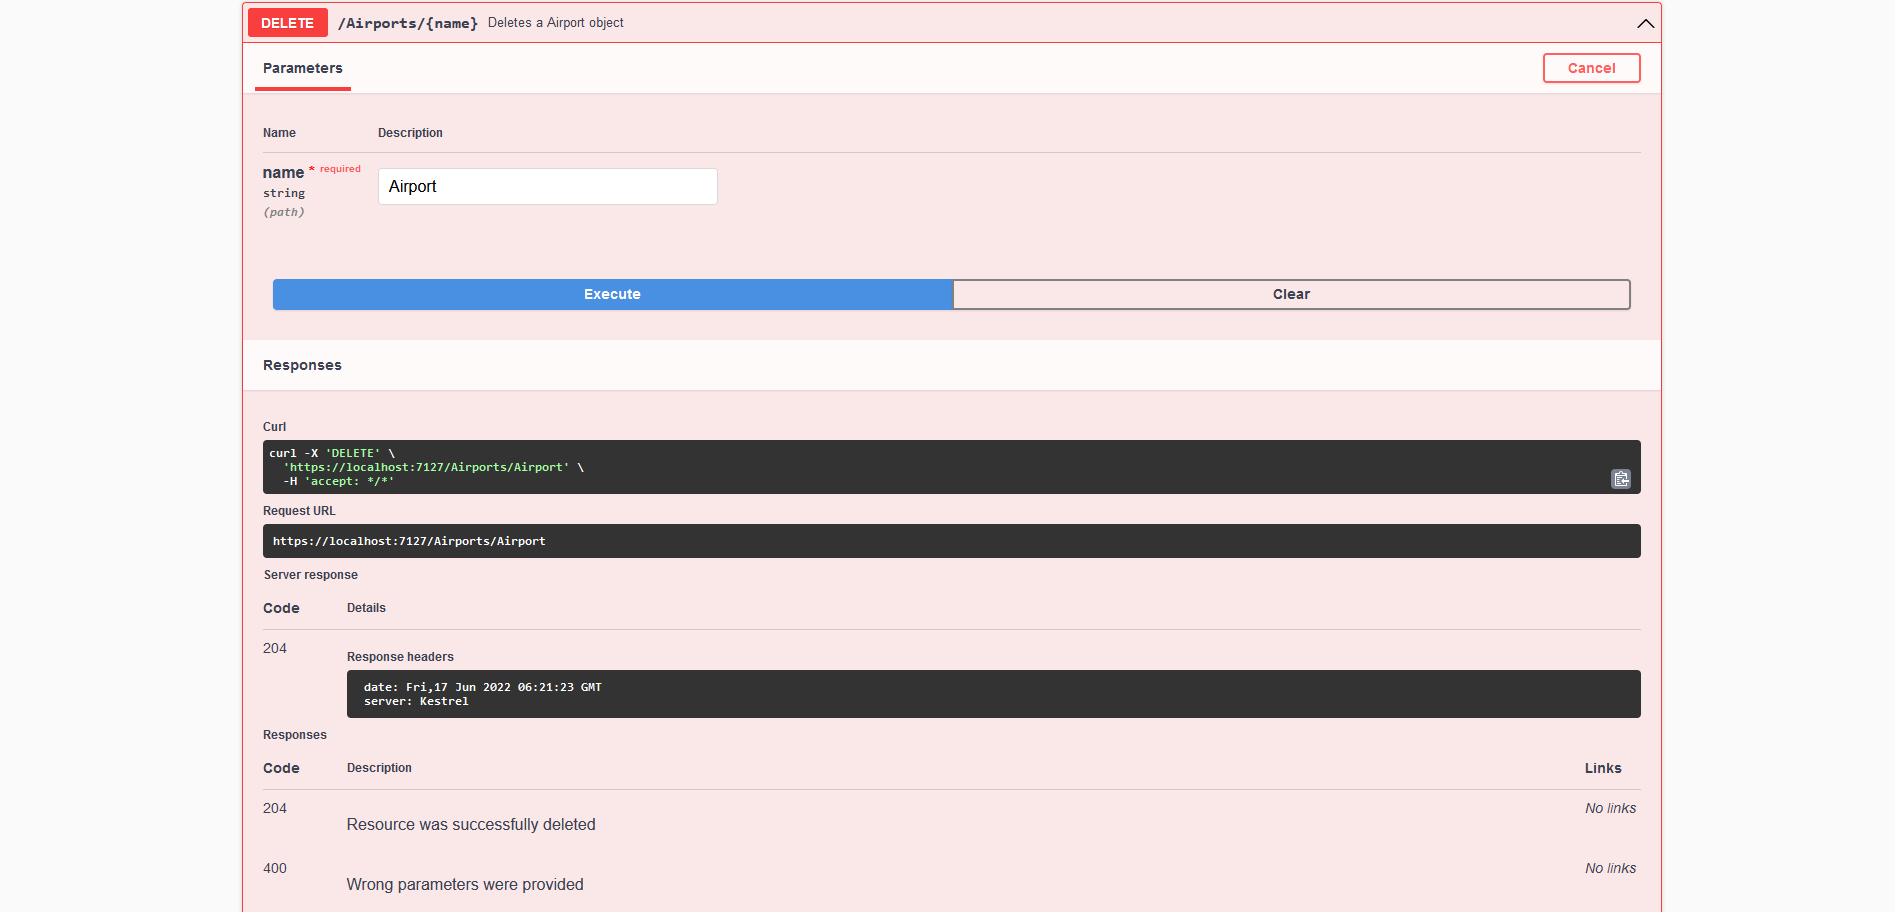 DELETE /Airports/{name} Deletes a Airport object
Parameters Cancel
Name Description
name * required Airport
string
(path)
Execute Clear
Responses
Curl
curl -X 'DELETE' \
'https://localhost:7127/Airports/Airport' \
-H 'accept: */*'
Request URL
https://localhost:7127/Airports/Airport
Server response
Code Details
204
Response headers
date: Fri,17 Jun 2022 06:21:23 GMT
server: Kestrel
Responses
Code Description Links
204 No links
Resource was successfully deleted
400 No links
Wrong parameters were provided